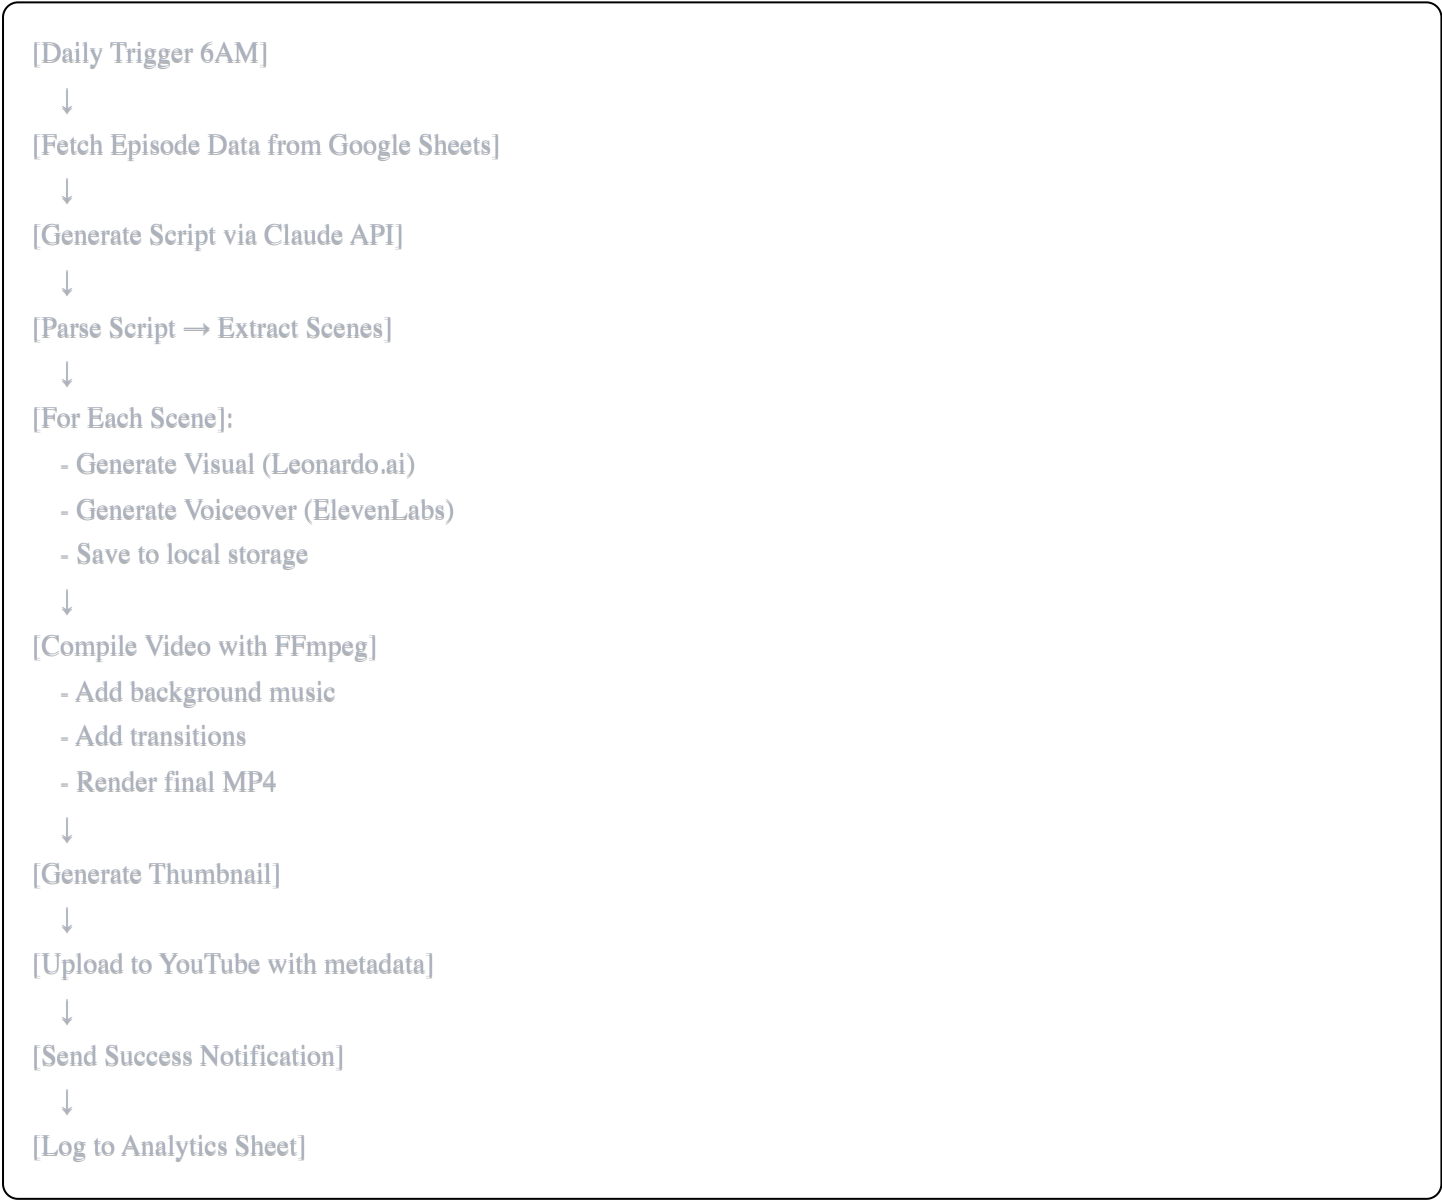 [Daily Trigger 6AM]
↓
[Fetch Episode Data from Google Sheets]
↓
[Generate Script via Claude API]
↓
[Parse Script → Extract Scenes]
↓
[For Each Scene]:
- Generate Visual (Leonardo.ai)
- Generate Voiceover (ElevenLabs)
- Save to local storage
↓
[Compile Video with FFmpeg]
- Add background music
- Add transitions
- Render final MP4
↓
[Generate Thumbnail]
↓
[Upload to YouTube with metadata]
↓
[Send Success Notification]
↓
[Log to Analytics Sheet]